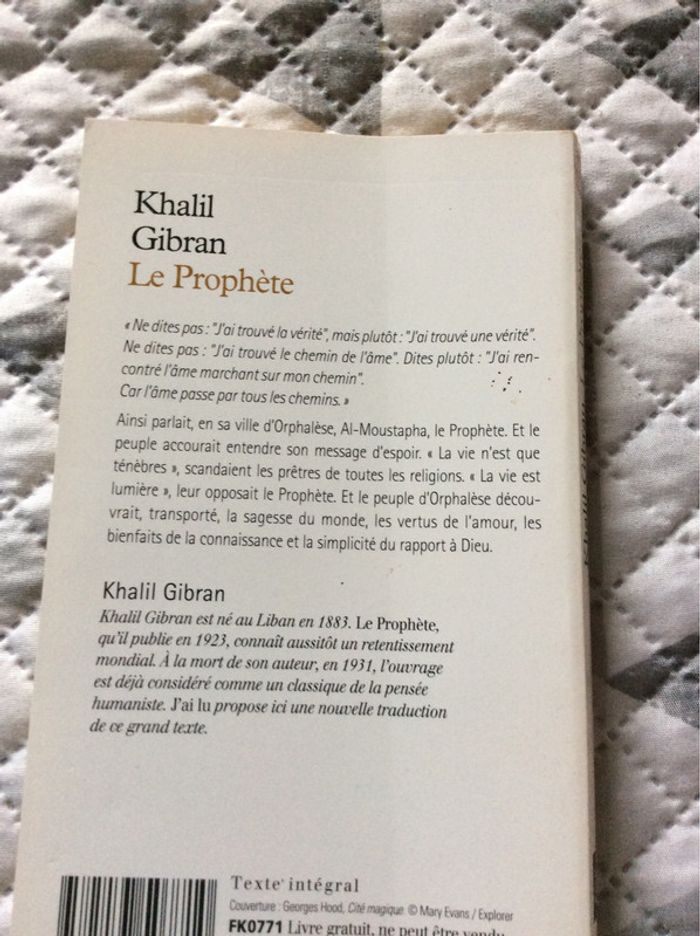 Khalil
Gibran
Le Prophète
« Ne dites pas : "J'ai trouvé la vérité", mais plutôt : "J'ai trouvé une vérité".
Ne dites pas : "J'ai trouvé le chemin de l'âme". Dites plutôt : "J'ai ren-
contré l'âme marchant sur mon chemin".
Car l'âme passe par tous les chemins. »
Ainsi parlait, en sa ville d'Orphalèse, Al-Moustapha, le Prophète. Et le
peuple accourait entendre son message d'espoir. « La vie n'est que
ténèbres », scandaient les prêtres de toutes les religions. « La vie est
lumière », leur opposait le Prophète. Et le peuple d'Orphalèse décou-
vrait, transporté, la sagesse du monde, les vertus de l'amour, les
bienfaits de la connaissance et la simplicité du rapport à Dieu.
Khalil Gibran
Khalil Gibran est né au Liban en 1883. Le Prophète,
qu'il publie en 1923, connaît aussitôt un retentissement
mondial. À la mort de son auteur, en 1931, l'ouvrage
est déjà considéré comme un classique de la pensée
humaniste. J'ai lu propose ici une nouvelle traduction
de ce grand texte.
Texte intégral
Couverture : Georges Hood, Cité magique © Mary Evans / Explorer
FK0771 Livre gratuit, ne peut être vendu